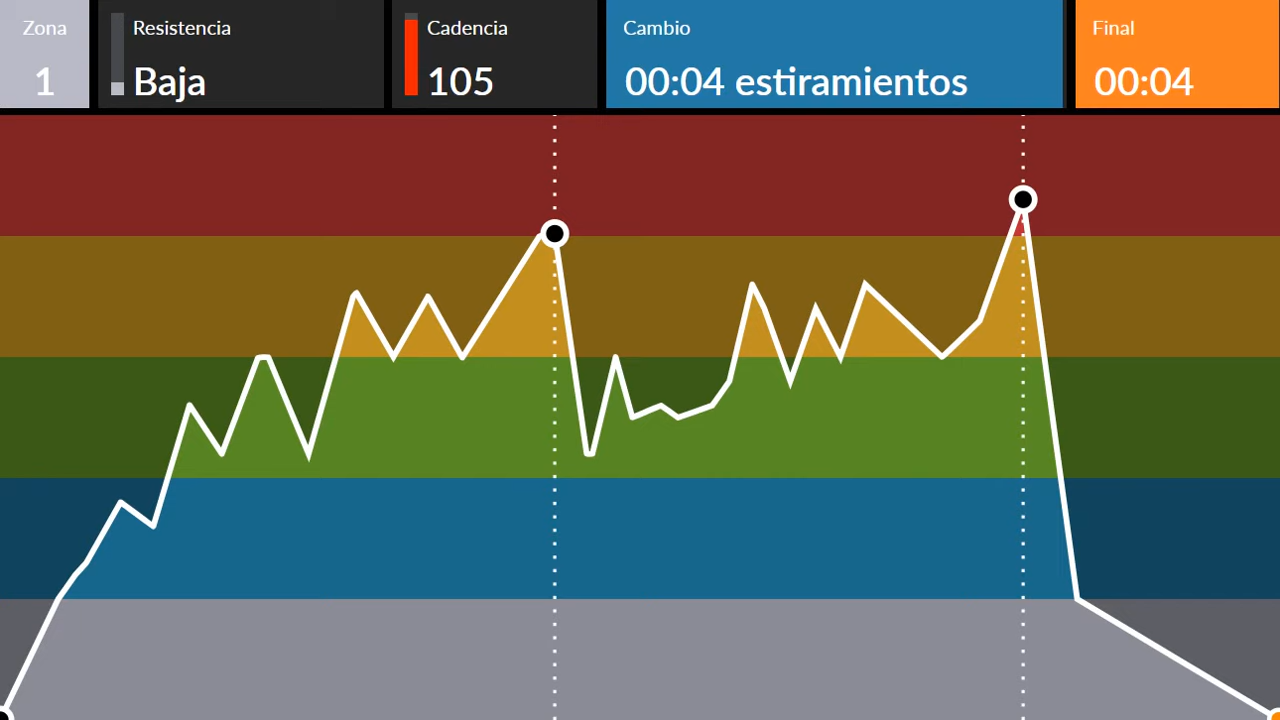 Zona
1
Resistencia
Baja
Cadencia
105
Cambio
00:04 estiramientos
Final
00:04